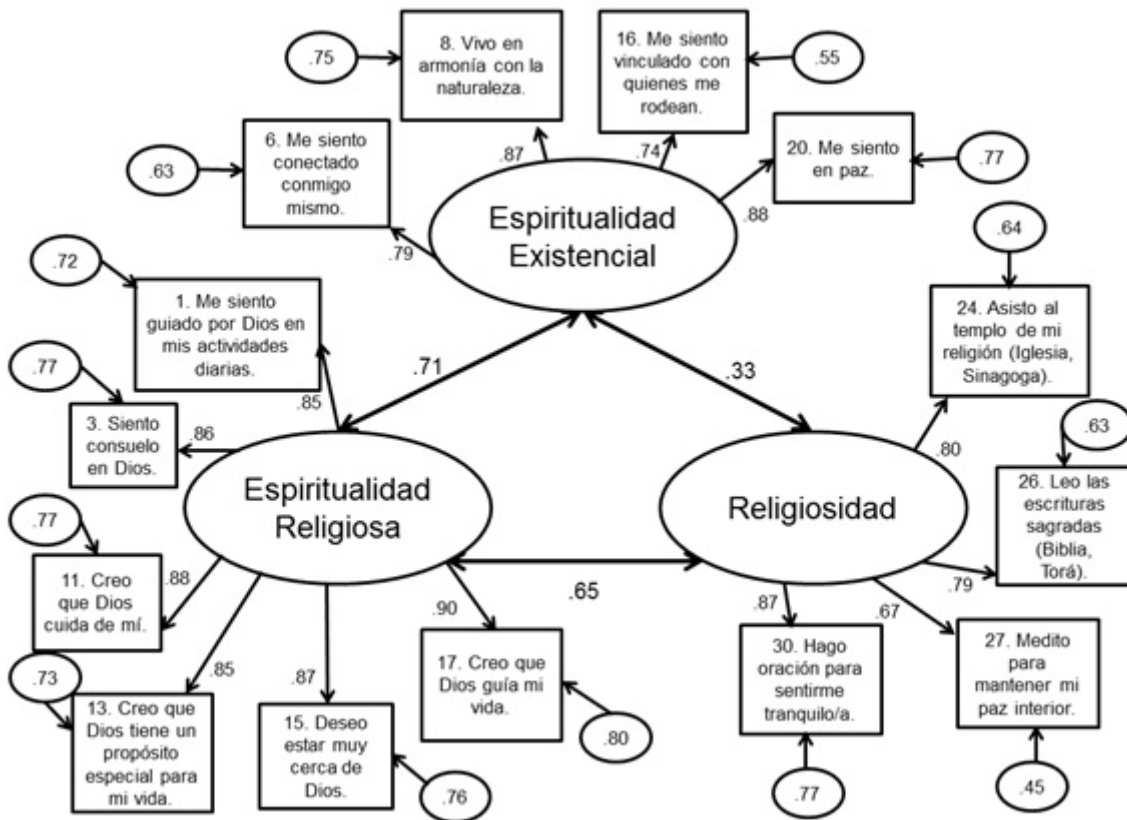 .75
8. Vivo en
armonía con la
naturaleza.
16. Me siento
vinculado con
quienes me
rodean.
.55
.63
6. Me siento
conectado
conmigo
mismo.
.87
.74
20. Me siento
en paz.
.77
.79
Espiritualidad
Existencial
.88
.72
1. Me siento
guiado por Dios en
mis actividades
diarias.
.64
24. Asisto al
templo de mi
religión (Iglesia,
Sinagoga).
.77
3. Siento
consuelo
en Dios.
.86
.85
.71
.33
.80
.63
Espiritualidad
Religiosa
Religiosidad
26. Leo las
escrituras
sagradas
(Biblia,
Torá).
.77
11. Creo
que Dios
cuida de mí.
.88
.65
.79
.73
13. Creo que
Dios tiene un
propósito
especial para
mi vida.
.85
.87
15. Deseo
estar muy
cerca de
Dios.
.76
.90
17. Creo que
Dios guía mi
vida.
.80
.87
30. Hago
oración para
sentirme
tranquilo/a.
.77
.67
27. Medito
para
mantener mi
paz interior.
.45